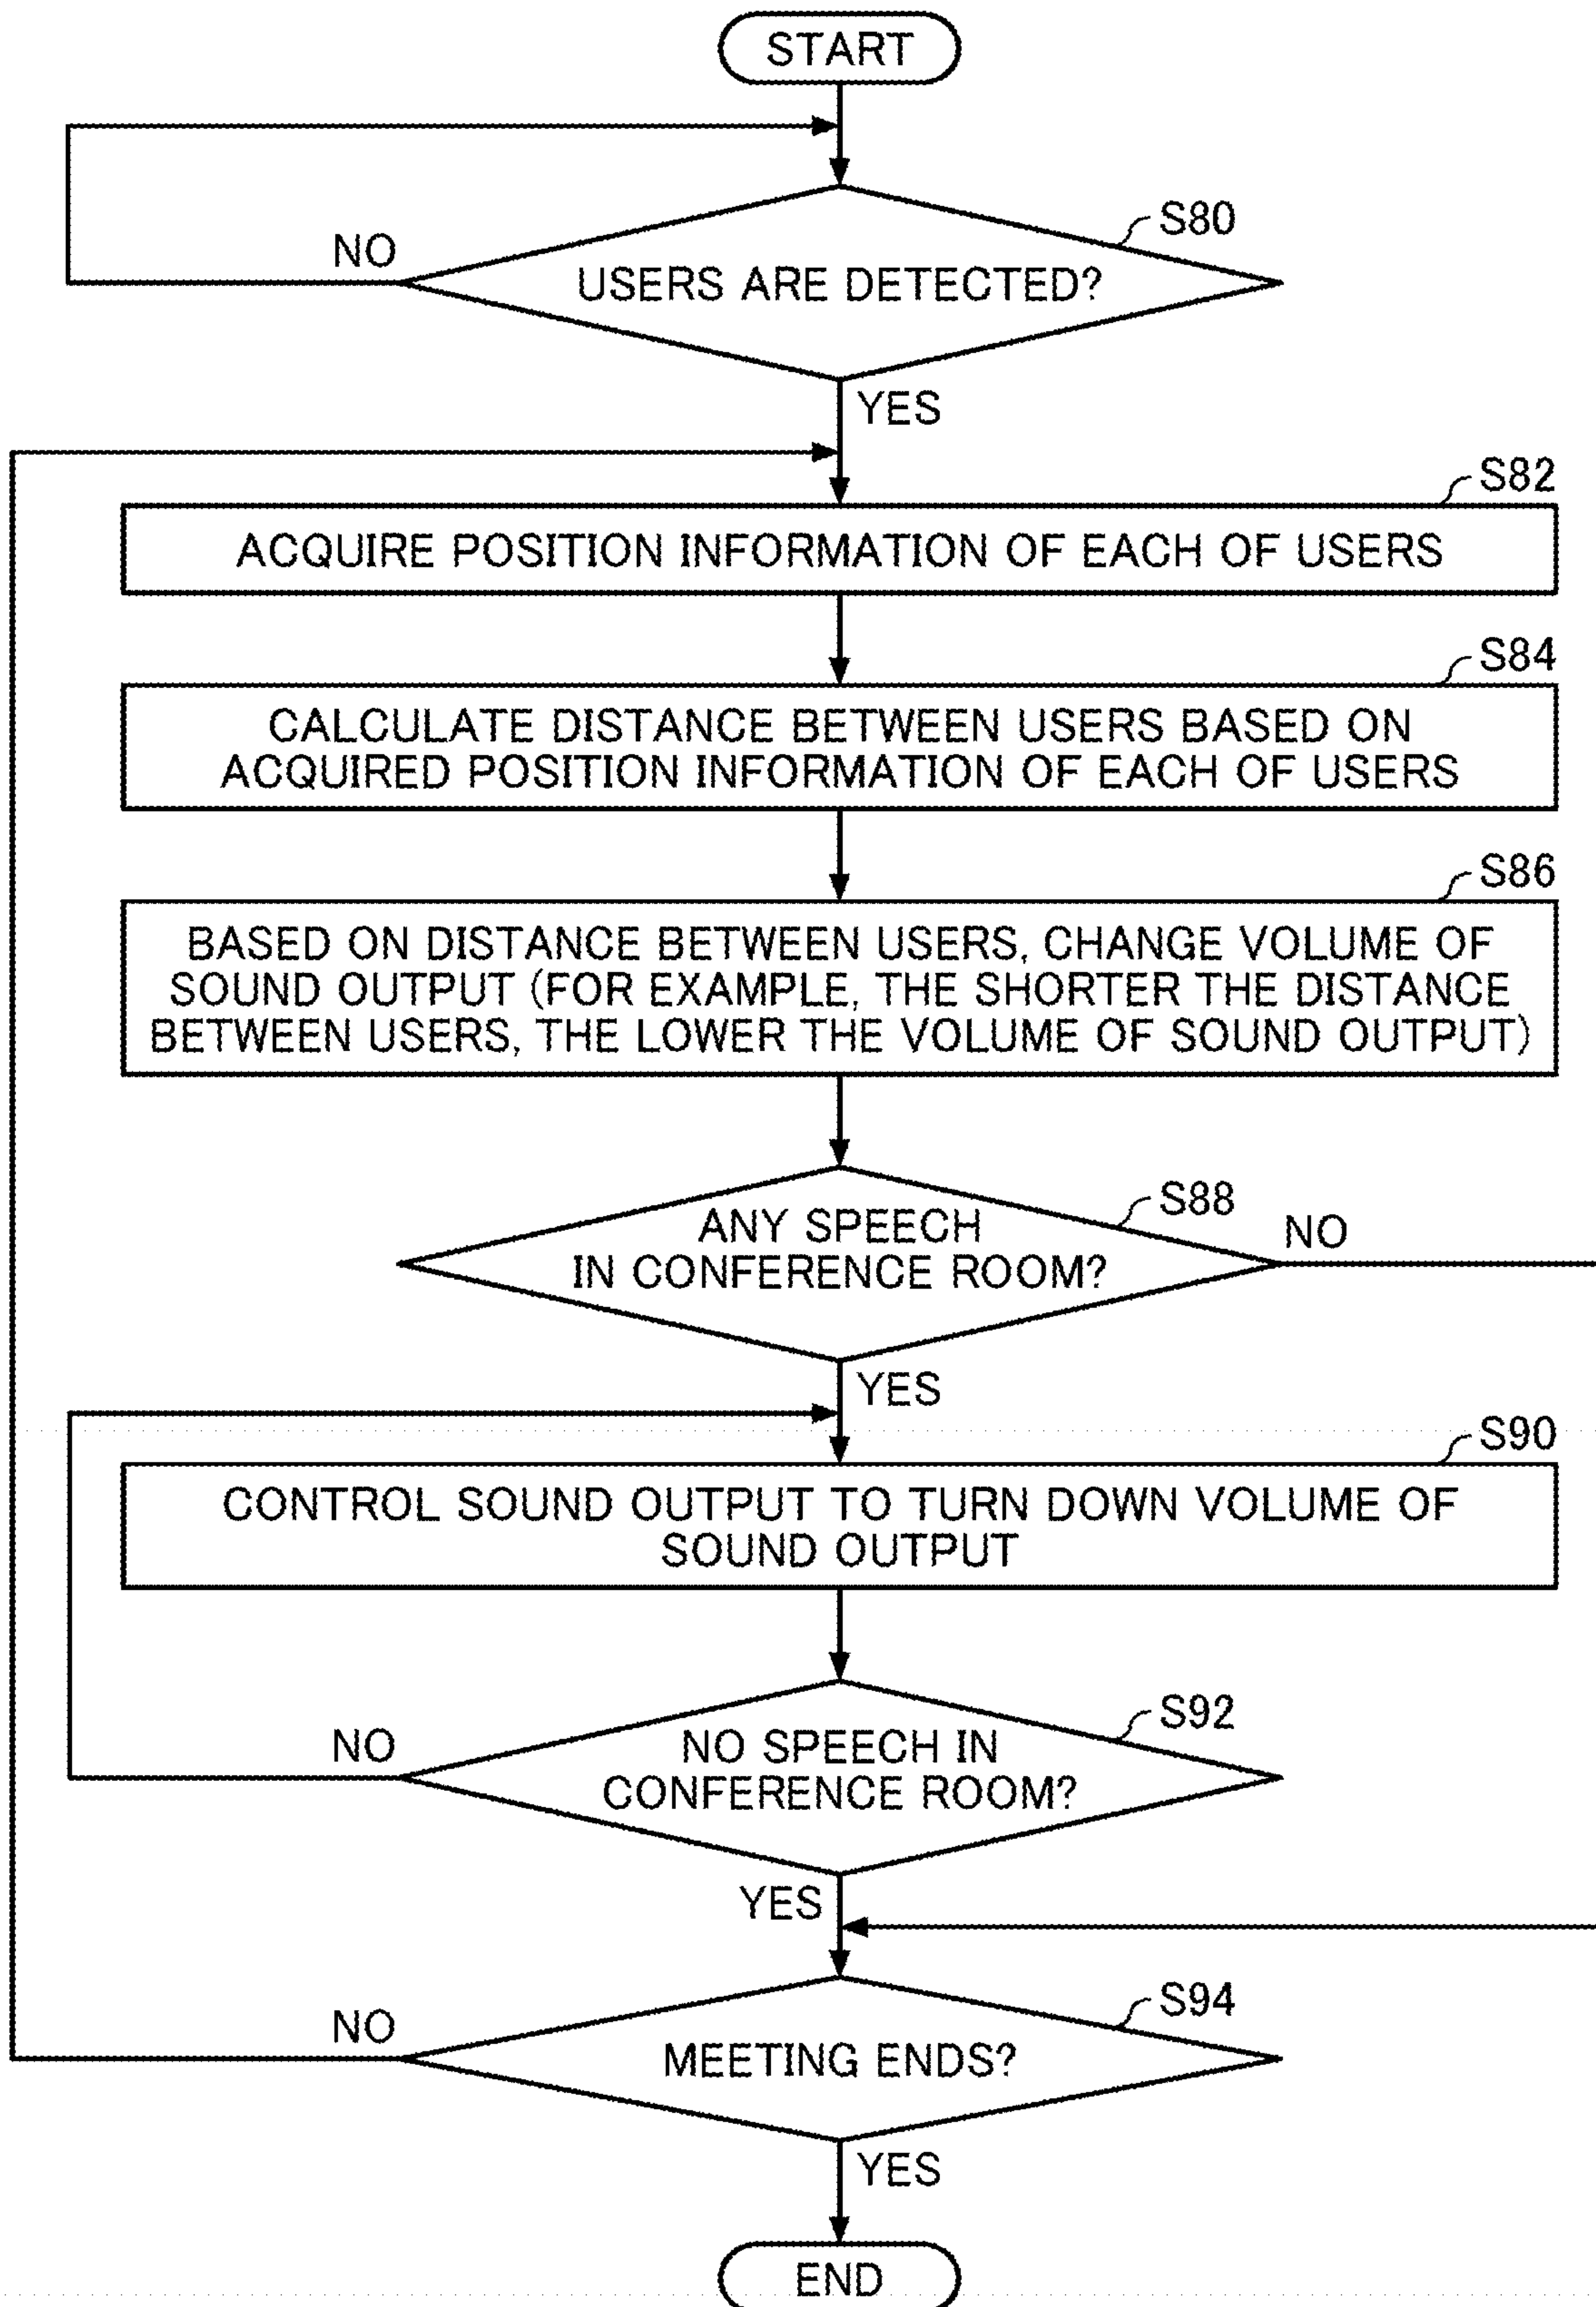 START
S80
NO
USERS ARE DETECTED?
YES
S82
ACQUIRE POSITION INFORMATION OF EACH OF USERS
S84
CALCULATE DISTANCE BETWEEN USERS BASED ON
ACQUIRED POSITION INFORMATION OF EACH OF USERS
S86
BASED ON DISTANCE BETWEEN USERS, CHANGE VOLUME OF
SOUND OUTPUT (FOR EXAMPLE, THE SHORTER THE DISTANCE
BETWEEN USERS, THE LOWER THE VOLUME OF SOUND OUTPUT)
S88
ANY SPEECH
IN CONFERENCE ROOM?
NO
YES
S90
CONTROL SOUND OUTPUT TO TURN DOWN VOLUME OF
SOUND OUTPUT
S92
NO
NO SPEECH IN
CONFERENCE ROOM?
YES
S94
NO
MEETING ENDS?
YES
END